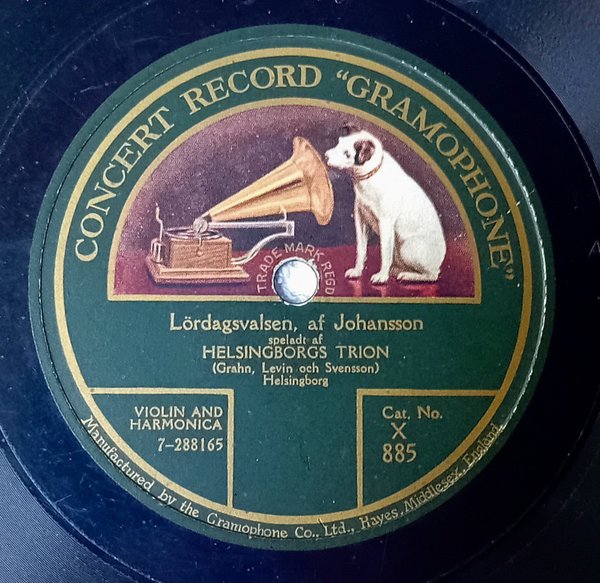 CONCERT RECORD "GRAMOPHONE"
TRADE MARK REGD
Lördagsvalsen, af Johansson
speladt af
HELSINGBORGS TRION
(Grahn, Levin och Svensson)
Helsingborg
VIOLIN AND
HARMONICA
7-288165
Cat. No.
X
885
Manufactured by the Gramophone Co., Ltd., Hayes, Middlesex, England.